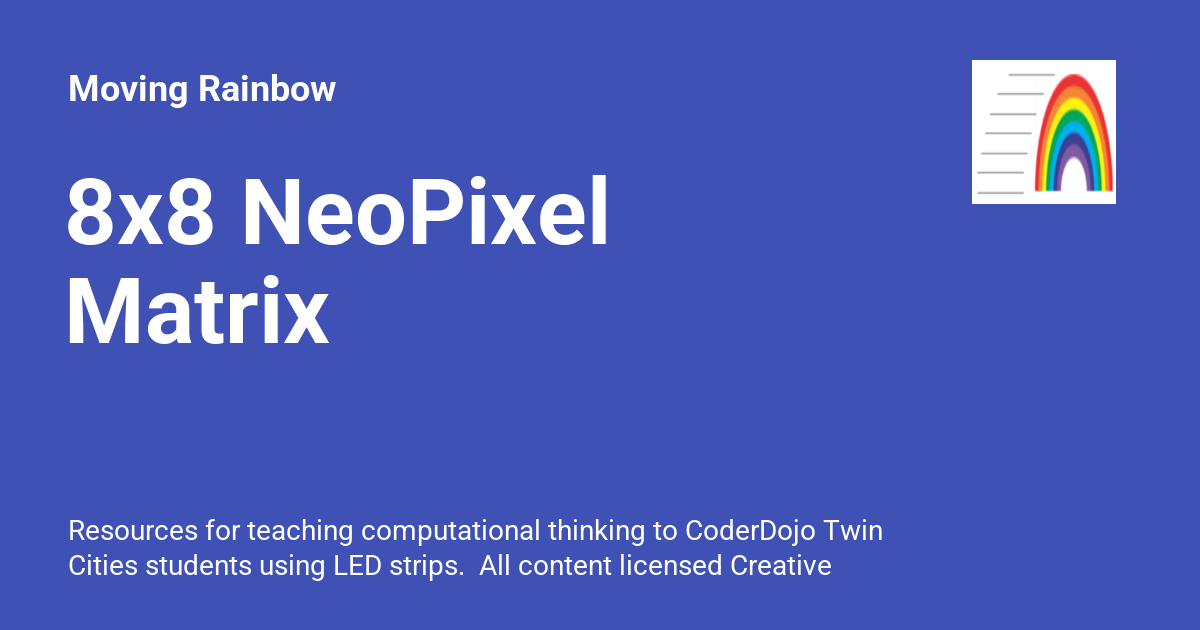 Moving Rainbow
8x8 NeoPixel
Matrix
Resources for teaching computational thinking to CoderDojo Twin
Cities students using LED strips.  All content licensed Creative